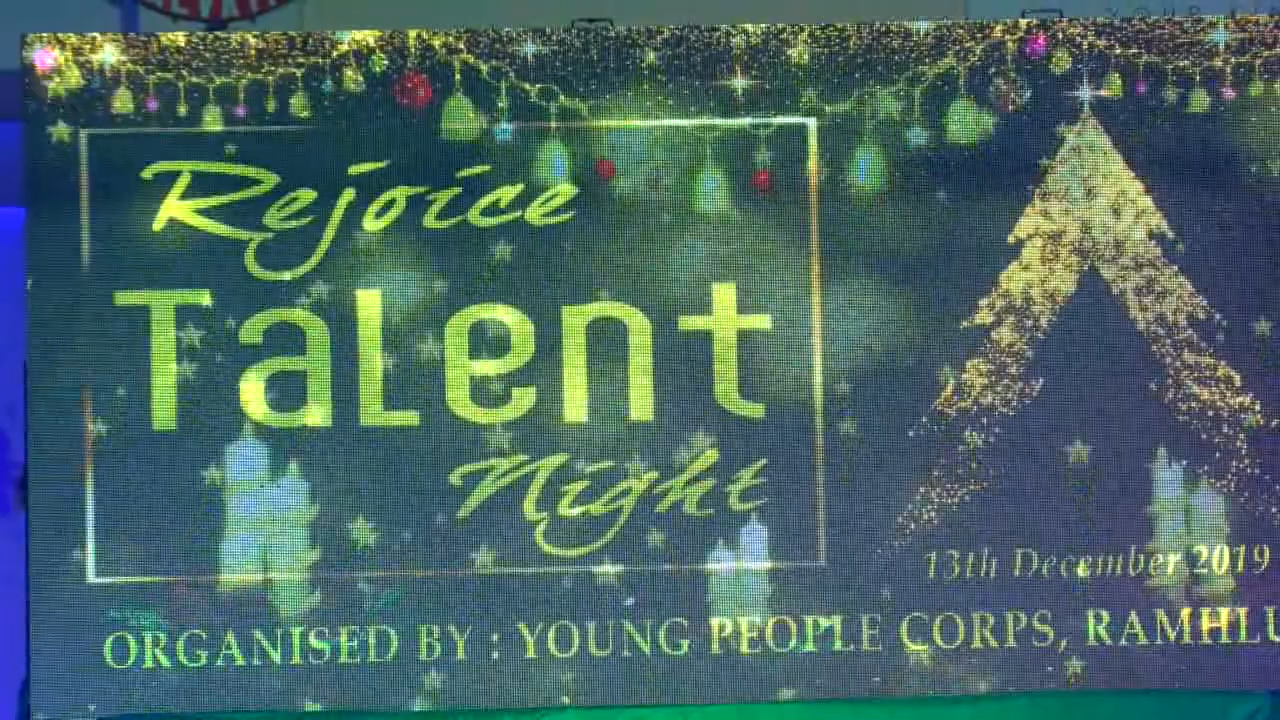 Rejoice
Talent
Night
13th December 2019
ORGANISED BY : YOUNG PEOPLE CORPS,